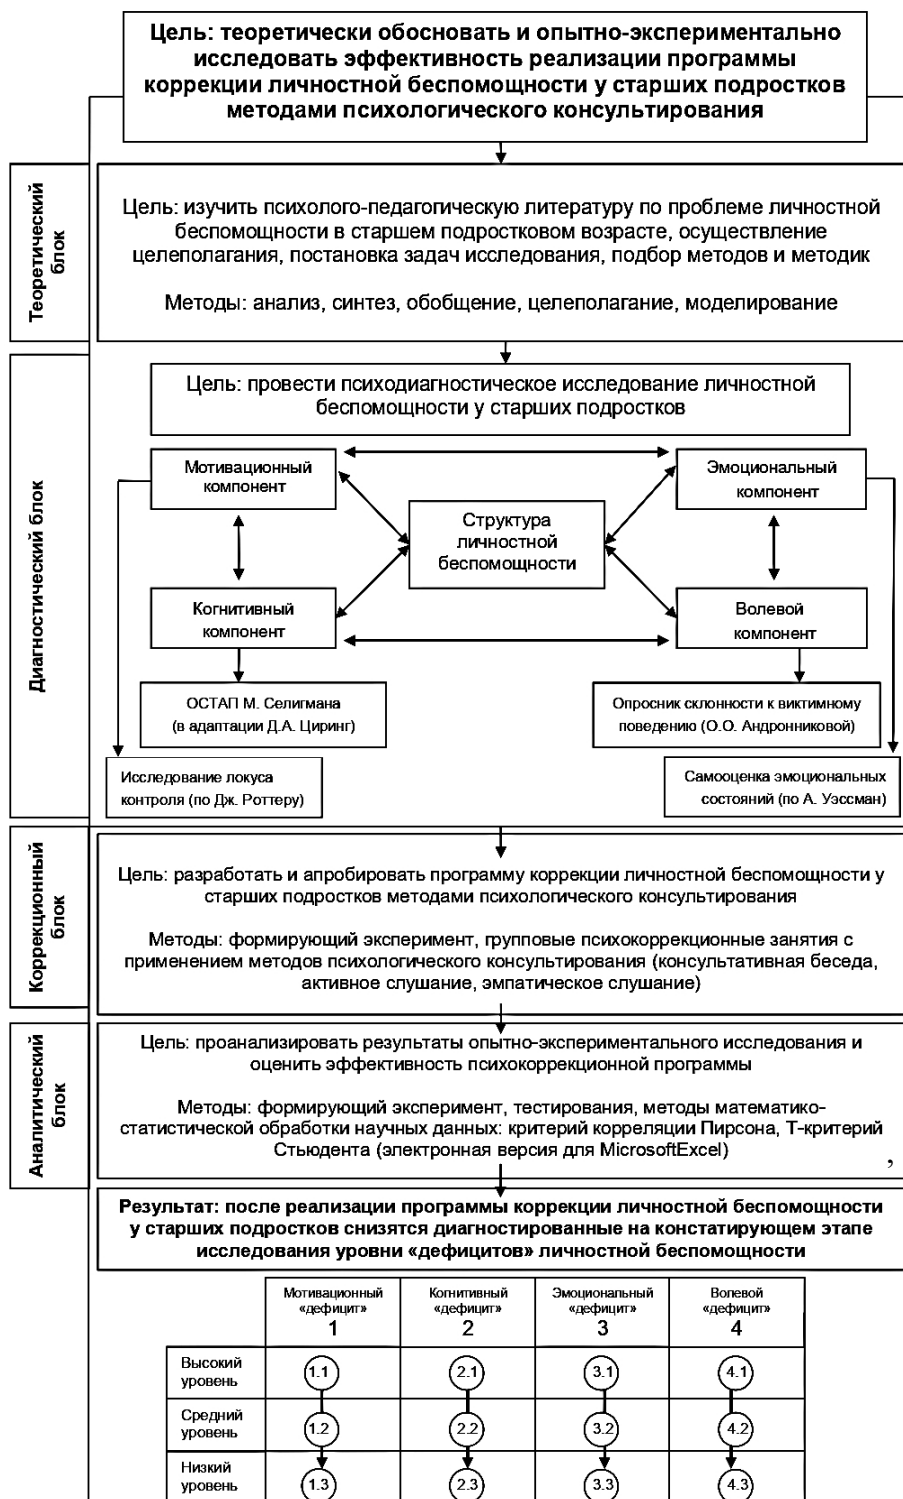 Цель: теоретически обосновать и опытно-экспериментально
исследовать эффективность реализации программы
коррекции личностной беспомощности у старших подростков
методами психологического консультирования
Теоретический
блок
Цель: изучить психолого-педагогическую литературу по проблеме личностной
беспомощности в старшем подростковом возрасте, осуществление
целеполагания, постановка задач исследования, подбор методов и методик
Методы: анализ, синтез, обобщение, целеполагание, моделирование
Диагностический блок
Цель: провести психодиагностическое исследование личностной
беспомощности у старших подростков
Мотивационный
компонент
Эмоциональный
компонент
Структура
личностной
беспомощности
Когнитивный
компонент
Волевой
компонент
ОСТАП М. Селигмана
(в адаптации Д.А. Циринг)
Опросник склонности к виктимному
поведению (О.О. Андронниковой)
Исследование локуса
контроля (по Дж. Роттеру)
Самооценка эмоциональных
состояний (по А. Уэссман)
Коррекционный
блок
Цель: разработать и апробировать программу коррекции личностной беспомощности у
старших подростков методами психологического консультирования
Методы: формирующий эксперимент, групповые психокоррекционные занятия с
применением методов психологического консультирования (консультативная беседа,
активное слушание, эмпатическое слушание)
Аналитический
блок
Цель: проанализировать результаты опытно-экспериментального исследования и
оценить эффективность психокоррекционной программы
Методы: формирующий эксперимент, тестирования, методы математико-
статистической обработки научных данных: критерий корреляции Пирсона, Т-критерий
Стьюдента (электронная версия для MicrosoftExcel)
,
Результат: после реализации программы коррекции личностной беспомощности
у старших подростков снизятся диагностированные на констатирующем этапе
исследования уровни «дефицитов» личностной беспомощности
Мотивационный
«дефицит»
1
Когнитивный
«дефицит»
2
Эмоциональный
«дефицит»
3
Волевой
«дефицит»
4
Высокий
уровень
1.1
2.1
3.1
4.1
Средний
уровень
1.2
2.2
3.2
4.2
Низкий
уровень
1.3
2.3
3.3
4.3